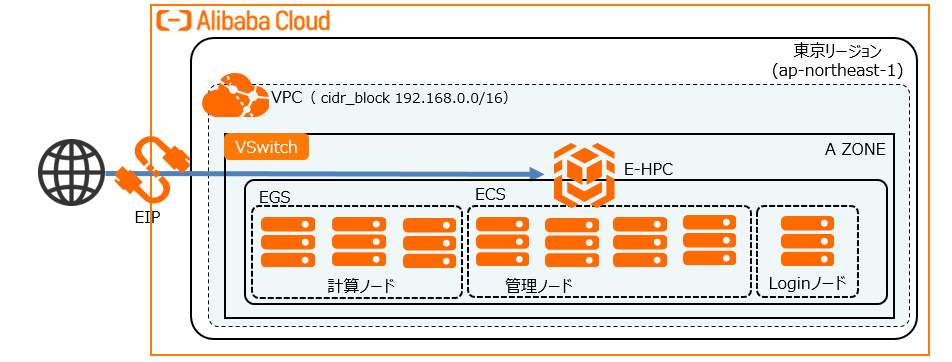 Alibaba Cloud
東京リージョン
(ap-northeast-1)
VPC（ cidr_block 192.168.0.0/16）
VSwitch
A ZONE
E-HPC
EIP
EGS
ECS
計算ノード
管理ノード
Loginノード